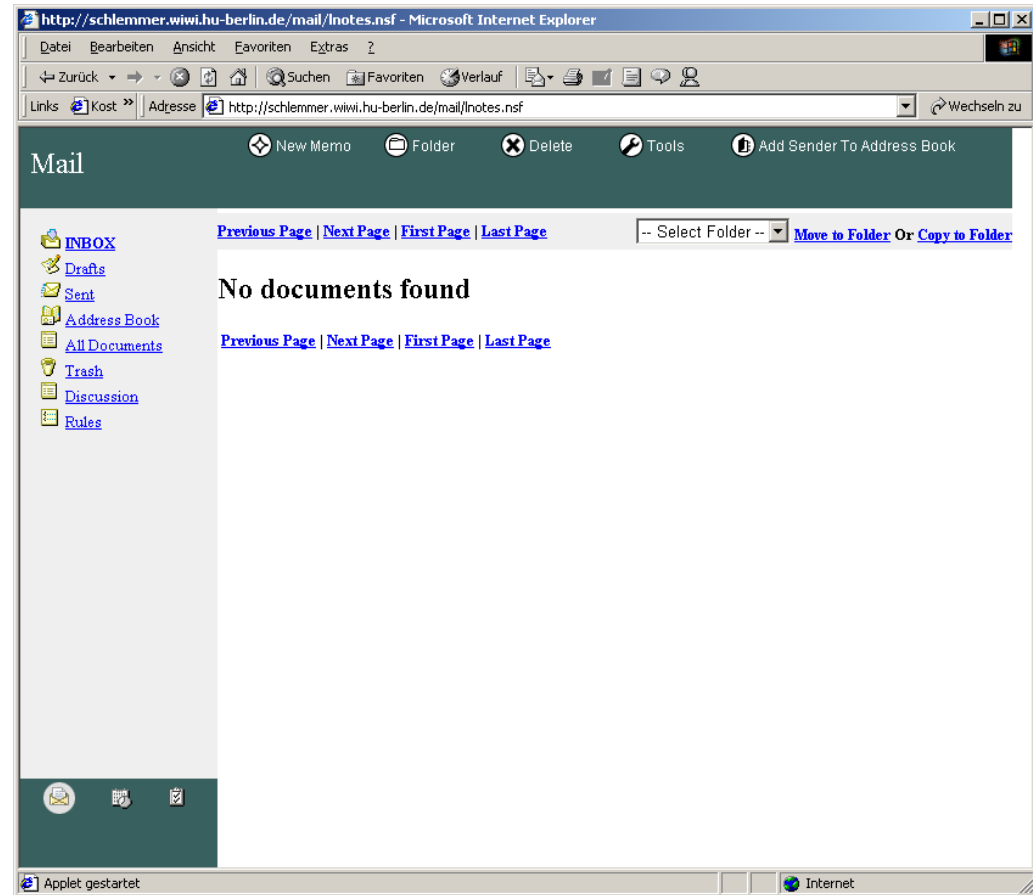 http://schlemmer.wiwi.hu-berlin.de/mail/lnotes.nsf - Microsoft Internet Explorer
Datei Bearbeiten Ansicht Favoriten Extras ?
Zurück Suchen Favoriten Verlauf
Links Kost » Adresse http://schlemmer.wiwi.hu-berlin.de/mail/lnotes.nsf Wechseln zu
Mail New Memo Folder Delete Tools Add Sender To Address Book
Previous Page | Next Page | First Page | Last Page -- Select Folder -- Move to Folder Or Copy to Folder
INBOX
Drafts
Sent
Address Book
All Documents
Trash
Discussion
Rules
No documents found
Previous Page | Next Page | First Page | Last Page
Applet gestartet Internet